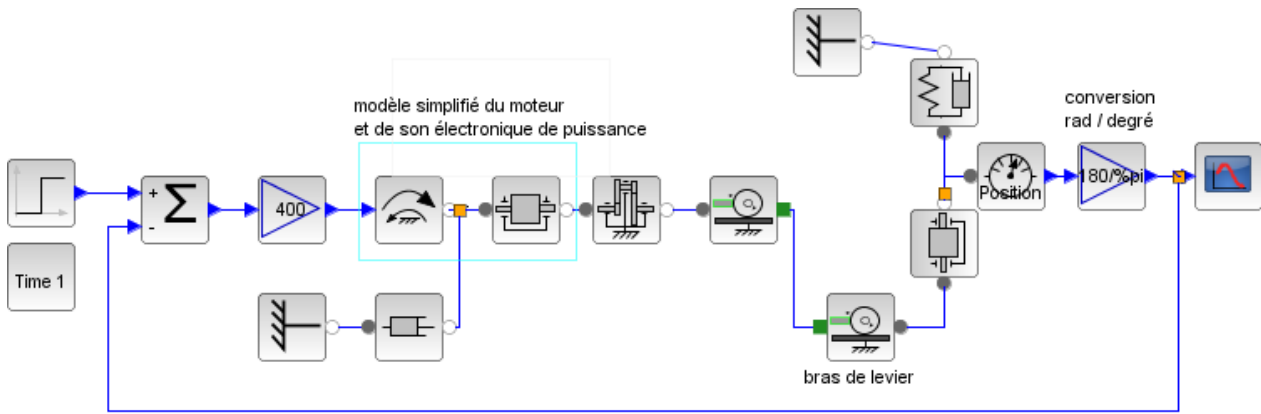 modèle simplifié du moteur
et de son électronique de puissance
conversion
rad / degré
+
Σ
-
400
Position
180/%pi
Time 1
bras de levier